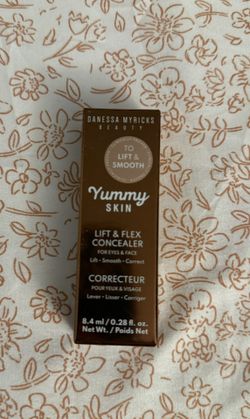 DANESSA MYRICKS
BEAUTY
TO
LIFT &
SMOOTH
Yummy
SKIN
LIFT & FLEX
CONCEALER
FOR EYES & FACE
Lift - Smooth - Correct
CORRECTEUR
POUR YEUX & VISAGE
Lever - Lisser - Corriger
8.4 ml / 0.28 fl. oz.
Net Wt. / Poids Net